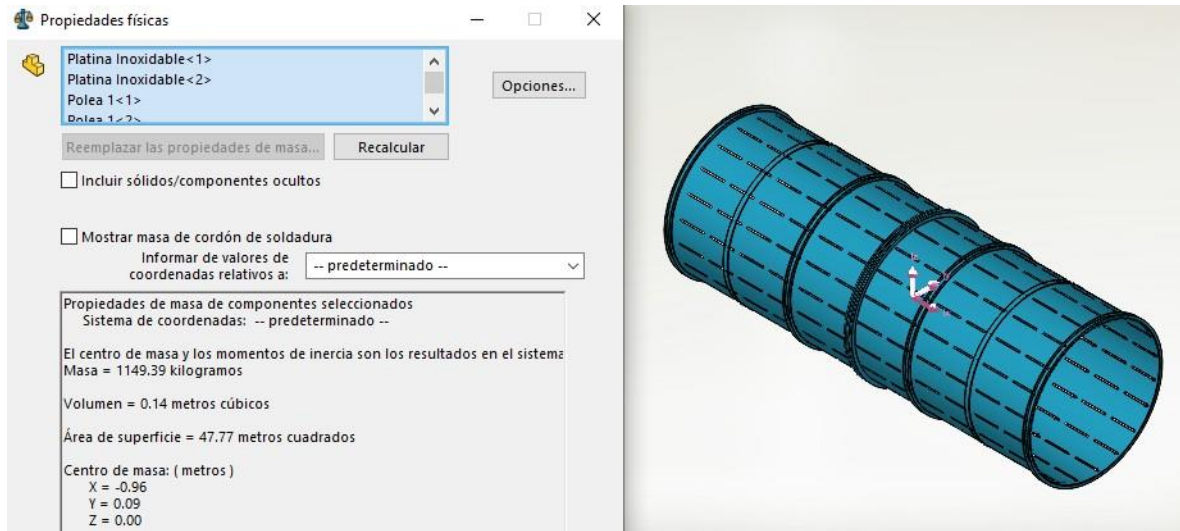 Propiedades físicas
Platina Inoxidable<1>
Platina Inoxidable<2>
Polea 1<1>
Polea 1<2>
Opciones...
Reemplazar las propiedades de masa...
Recalcular
Incluir sólidos/componentes ocultos
Mostrar masa de cordón de soldadura
Informar de valores de
coordenadas relativos a:
-- predeterminado --
Propiedades de masa de componentes seleccionados
Sistema de coordenadas: -- predeterminado --
El centro de masa y los momentos de inercia son los resultados en el sistema
Masa = 1149.39 kilogramos
Volumen = 0.14 metros cúbicos
Área de superficie = 47.77 metros cuadrados
Centro de masa: ( metros )
X = -0.96
Y = 0.09
Z = 0.00